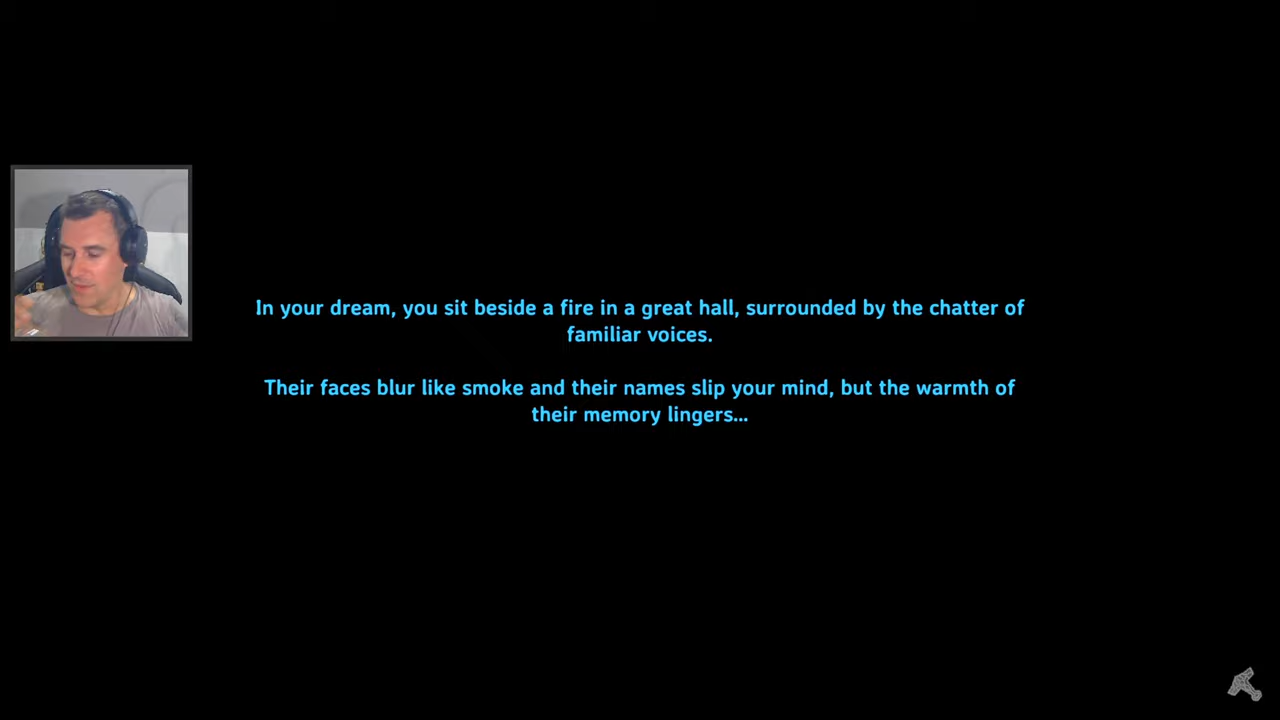 In your dream, you sit beside a fire in a great hall, surrounded by the chatter of
familiar voices.
Their faces blur like smoke and their names slip your mind, but the warmth of
their memory lingers...